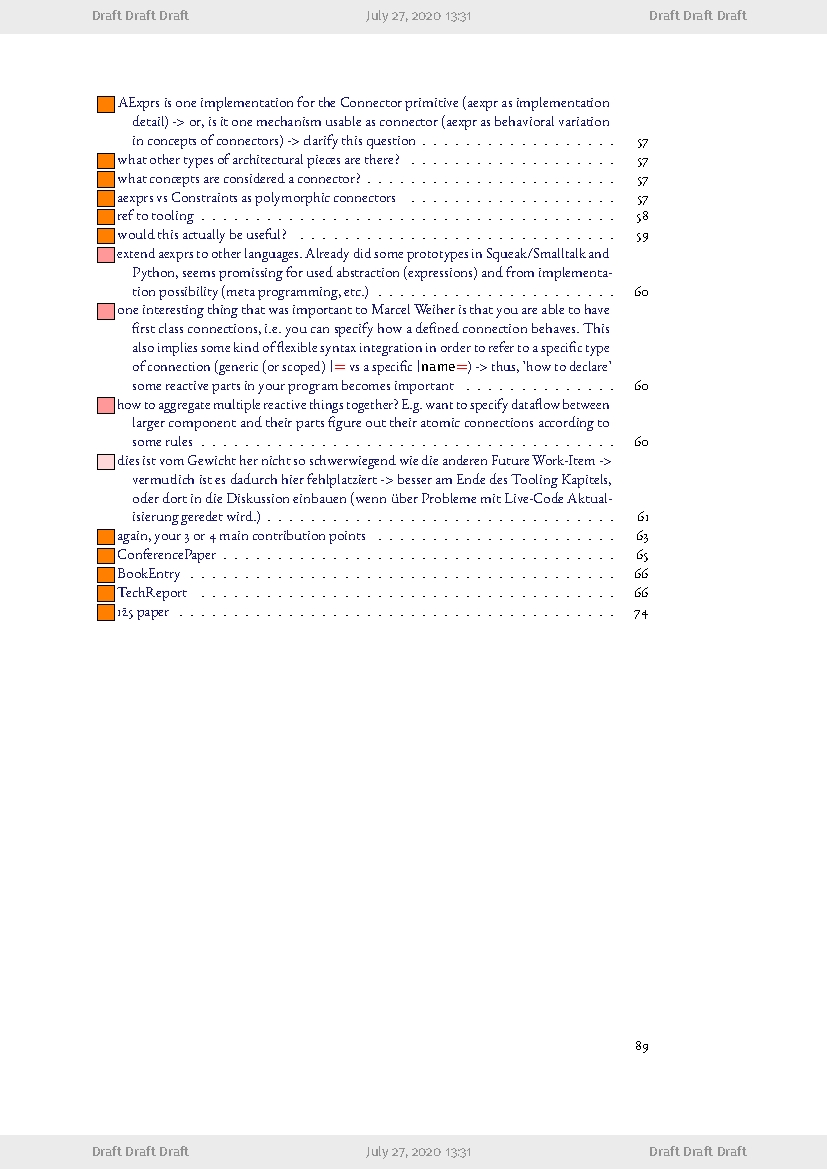 Draft Draft Draft July 27, 2020 13:31 Draft Draft Draft
AExprs is one implementation for the Connector primitive (aexpr as implementation
detail) -> or, is it one mechanism usable as connector (aexpr as behavioral variation
in concepts of connectors) -> clarify this question . . . . . . . . . . . . . . . . . . 57
what other types of architectural pieces are there? . . . . . . . . . . . . . . . . . . . 57
what concepts are considered a connector? . . . . . . . . . . . . . . . . . . . . . . . 57
aexprs vs Constraints as polymorphic connectors . . . . . . . . . . . . . . . . . . . 57
ref to tooling . . . . . . . . . . . . . . . . . . . . . . . . . . . . . . . . . . . . . . 58
would this actually be useful? . . . . . . . . . . . . . . . . . . . . . . . . . . . . . 59
extend aexprs to other languages. Already did some prototypes in Squeak/Smalltalk and
Python, seems promissing for used abstraction (expressions) and from implementa-
tion possibility (meta programming, etc.) . . . . . . . . . . . . . . . . . . . . . . 60
one interesting thing that was important to Marcel Weiher is that you are able to have
first class connections, i.e. you can specify how a defined connection behaves. This
also implies some kind of flexible syntax integration in order to refer to a specific type
of connection (generic (or scoped) |= vs a specific |name=) -> thus, 'how to declare'
some reactive parts in your program becomes important . . . . . . . . . . . . . . 60
how to aggregate multiple reactive things together? E.g. want to specify dataflow between
larger component and their parts figure out their atomic connections according to
some rules . . . . . . . . . . . . . . . . . . . . . . . . . . . . . . . . . . . . . . 60
dies ist vom Gewicht her nicht so schwerwiegend wie die anderen Future Work-Item ->
vermutlich ist es dadurch hier fehlplatziert -> besser am Ende des Tooling Kapitels,
oder dort in die Diskussion einbauen (wenn über Probleme mit Live-Code Aktual-
isierung geredet wird.) . . . . . . . . . . . . . . . . . . . . . . . . . . . . . . . . 61
again, your 3 or 4 main contribution points . . . . . . . . . . . . . . . . . . . . . . 63
ConferencePaper . . . . . . . . . . . . . . . . . . . . . . . . . . . . . . . . . . . . 65
BookEntry . . . . . . . . . . . . . . . . . . . . . . . . . . . . . . . . . . . . . . . 66
TechReport . . . . . . . . . . . . . . . . . . . . . . . . . . . . . . . . . . . . . . 66
paper . . . . . . . . . . . . . . . . . . . . . . . . . . . . . . . . . . . . . . . . 74
89
Draft Draft Draft July 27, 2020 13:31 Draft Draft Draft